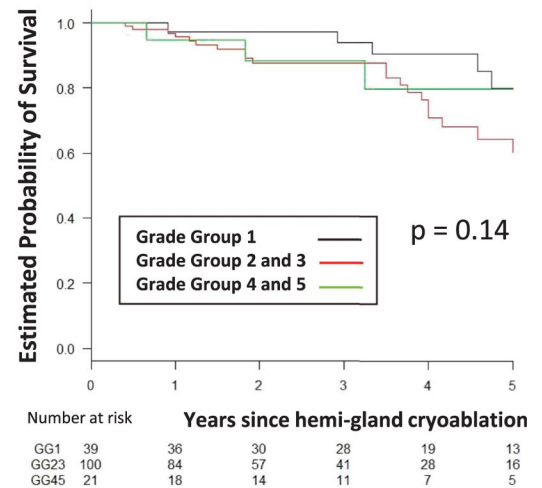 Estimated Probability of Survival
1.0
0.8
0.6
0.4
0.2
0.0
Grade Group 1
Grade Group 2 and 3
Grade Group 4 and 5
p = 0.14
0 1 2 3 4 5
Number at risk Years since hemi-gland cryoablation
GG1 39 36 30 28 19 13
GG23 100 84 57 41 28 16
GG45 21 18 14 11 7 5